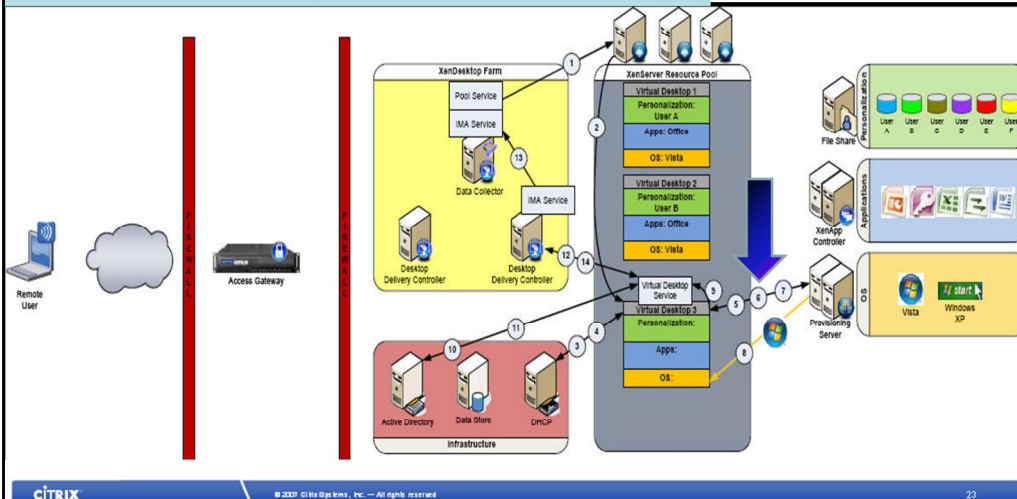 XenDesktop Farm
Pool Service
IMA Service
Data Collector
IMA Service
Desktop
Delivery Controller
Desktop
Delivery Controller
1
2
13
12
14
XenServer Resource Pool
Virtual Desktop 1
Personalization:
User A
Apps: Office
OS: Vista
Virtual Desktop 2
Personalization:
User B
Apps: Office
OS: Vista
Virtual Desktop
Service
Virtual Desktop 3
Personalization:
Apps:
OS:
9
5
6
7
8
11
10
3
4
FIREWALL
FIREWALL
Remote
User
CITRIX
Access Gateway
Active Directory
Data Store
DHCP
Infrastructure
File Share
Personalization
User
A
User
B
User
C
User
D
User
E
User
F
XenApp
Controller
Applications
Provisioning
Server
OS
Vista
start
Windows
XP
CITRIX
© 2007 Citrix Systems, Inc. — All rights reserved
23